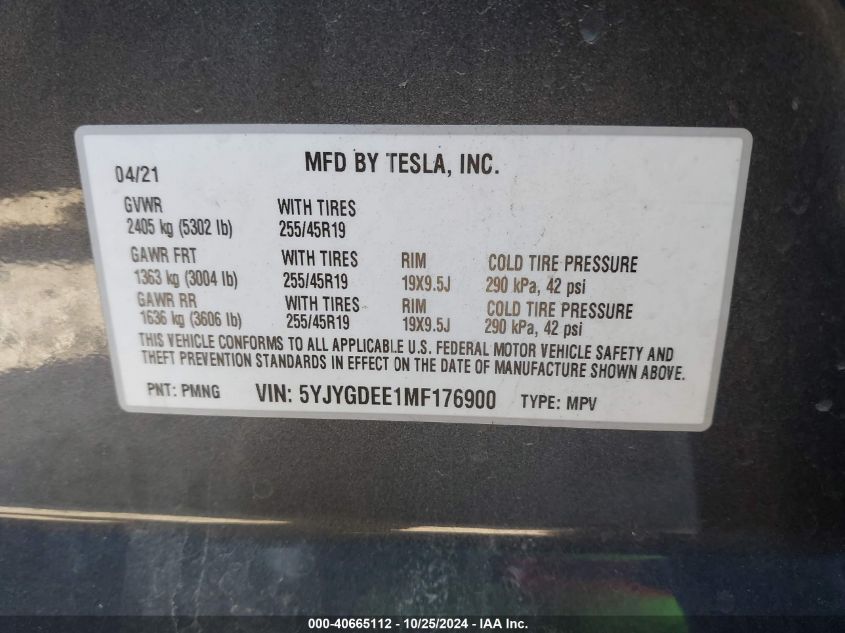 04/21 MFD BY TESLA, INC.
GVWR WITH TIRES
2405 kg (5302 lb) 255/45R19
GAWR FRT WITH TIRES RIM COLD TIRE PRESSURE
1363 kg (3004 lb) 255/45R19 19X9.5J 290 kPa, 42 psi
GAWR RR WITH TIRES RIM COLD TIRE PRESSURE
1636 kg (3606 lb) 255/45R19 19X9.5J 290 kPa, 42 psi
THIS VEHICLE CONFORMS TO ALL APPLICABLE U.S. FEDERAL MOTOR VEHICLE SAFETY AND
THEFT PREVENTION STANDARDS IN EFFECT ON THE DATE OF MANUFACTURE SHOWN ABOVE.
PNT: PMNG VIN: 5YJYGDEE1MF176900 TYPE: MPV
000-40665112 - 10/25/2024 - IAA Inc.